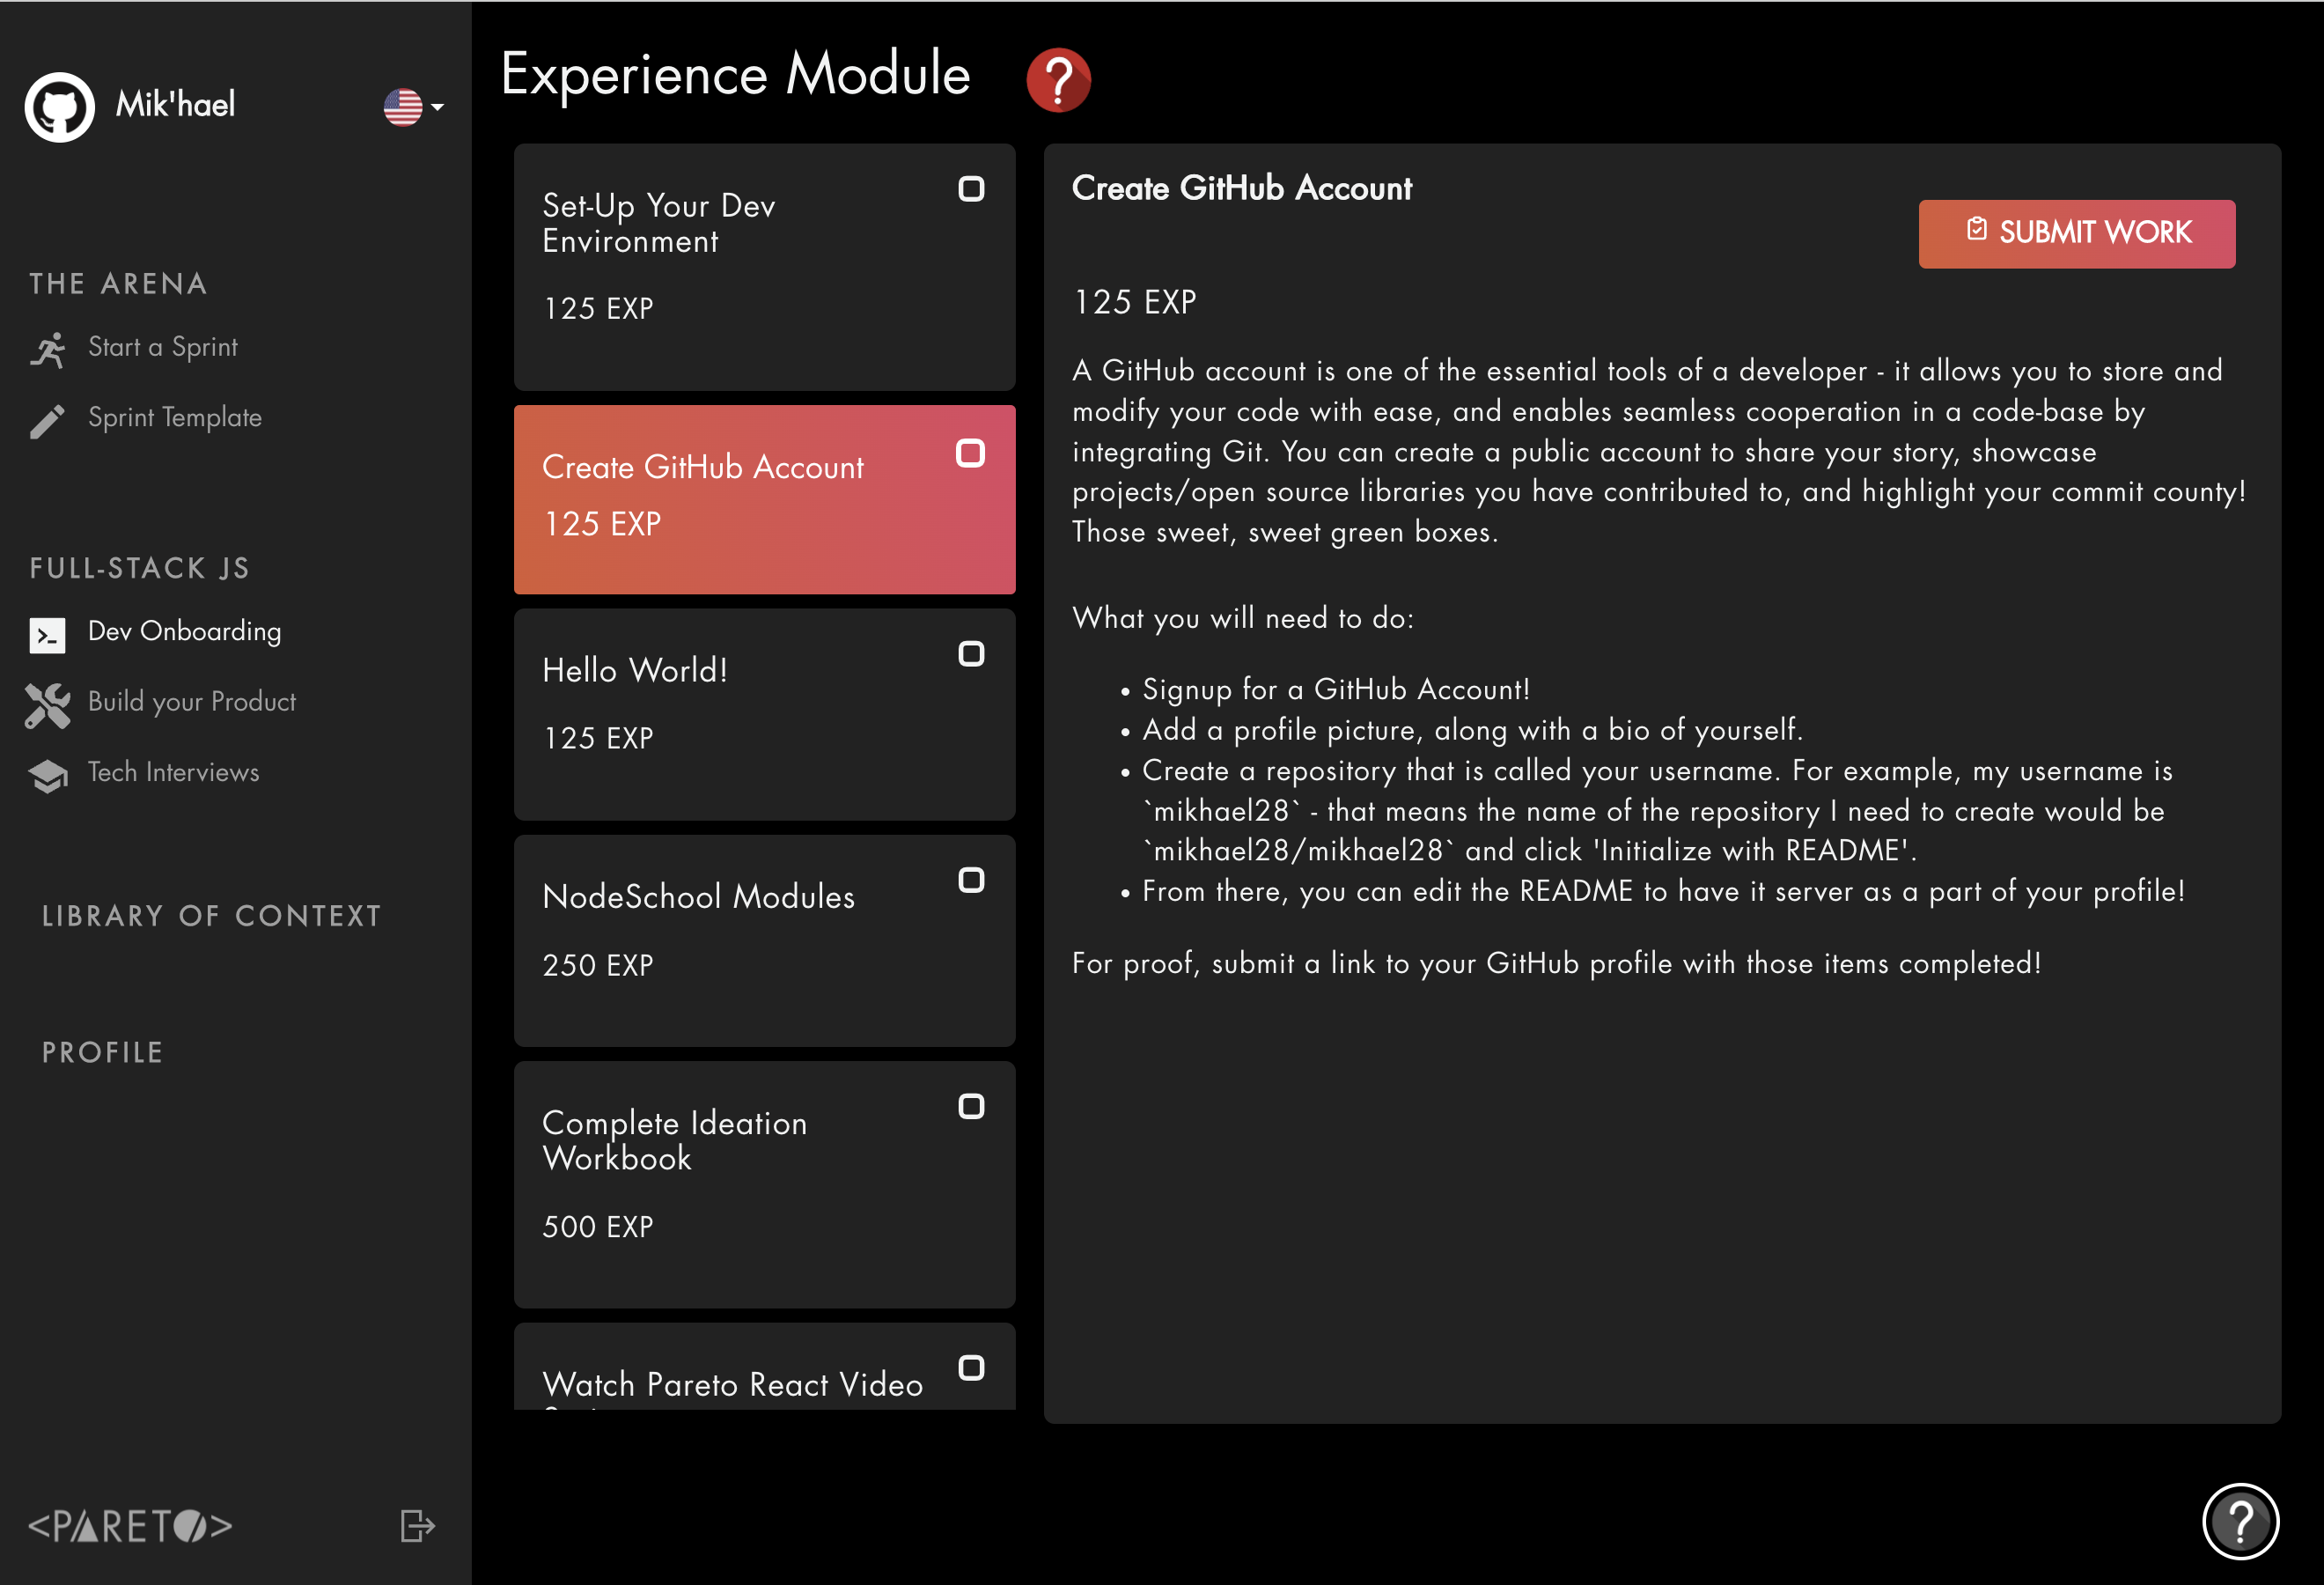 Mik'hael
THE ARENA
Start a Sprint
Sprint Template
FULL-STACK JS
Dev Onboarding
Build your Product
Tech Interviews
LIBRARY OF CONTEXT
PROFILE
<PARETO>
Experience Module
Set-Up Your Dev
Environment
125 EXP
Create GitHub Account
125 EXP
Hello World!
125 EXP
NodeSchool Modules
250 EXP
Complete Ideation
Workbook
500 EXP
Watch Pareto React Video
Create GitHub Account
SUBMIT WORK
125 EXP
A GitHub account is one of the essential tools of a developer - it allows you to store and
modify your code with ease, and enables seamless cooperation in a code-base by
integrating Git. You can create a public account to share your story, showcase
projects/open source libraries you have contributed to, and highlight your commit county!
Those sweet, sweet green boxes.
What you will need to do:
• Signup for a GitHub Account!
• Add a profile picture, along with a bio of yourself.
• Create a repository that is called your username. For example, my username is
`mikhael28` - that means the name of the repository I need to create would be
`mikhael28/mikhael28` and click 'Initialize with README'.
• From there, you can edit the README to have it server as a part of your profile!
For proof, submit a link to your GitHub profile with those items completed!